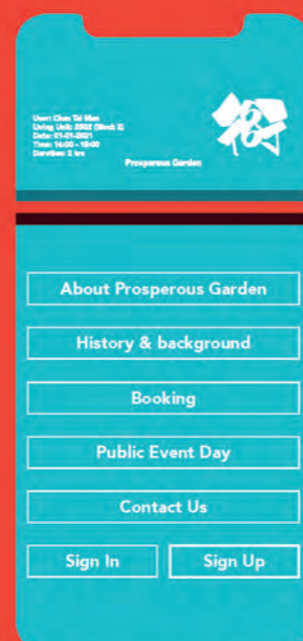 User: Chan Tai Man
Living Unit: 2502 (Block 2)
Date: 01-01-2021
Time: 16:00 - 18:00
Duration: 2 hrs
Prosperous Garden
About Prosperous Garden
History & background
Booking
Public Event Day
Contact Us
Sign In
Sign Up